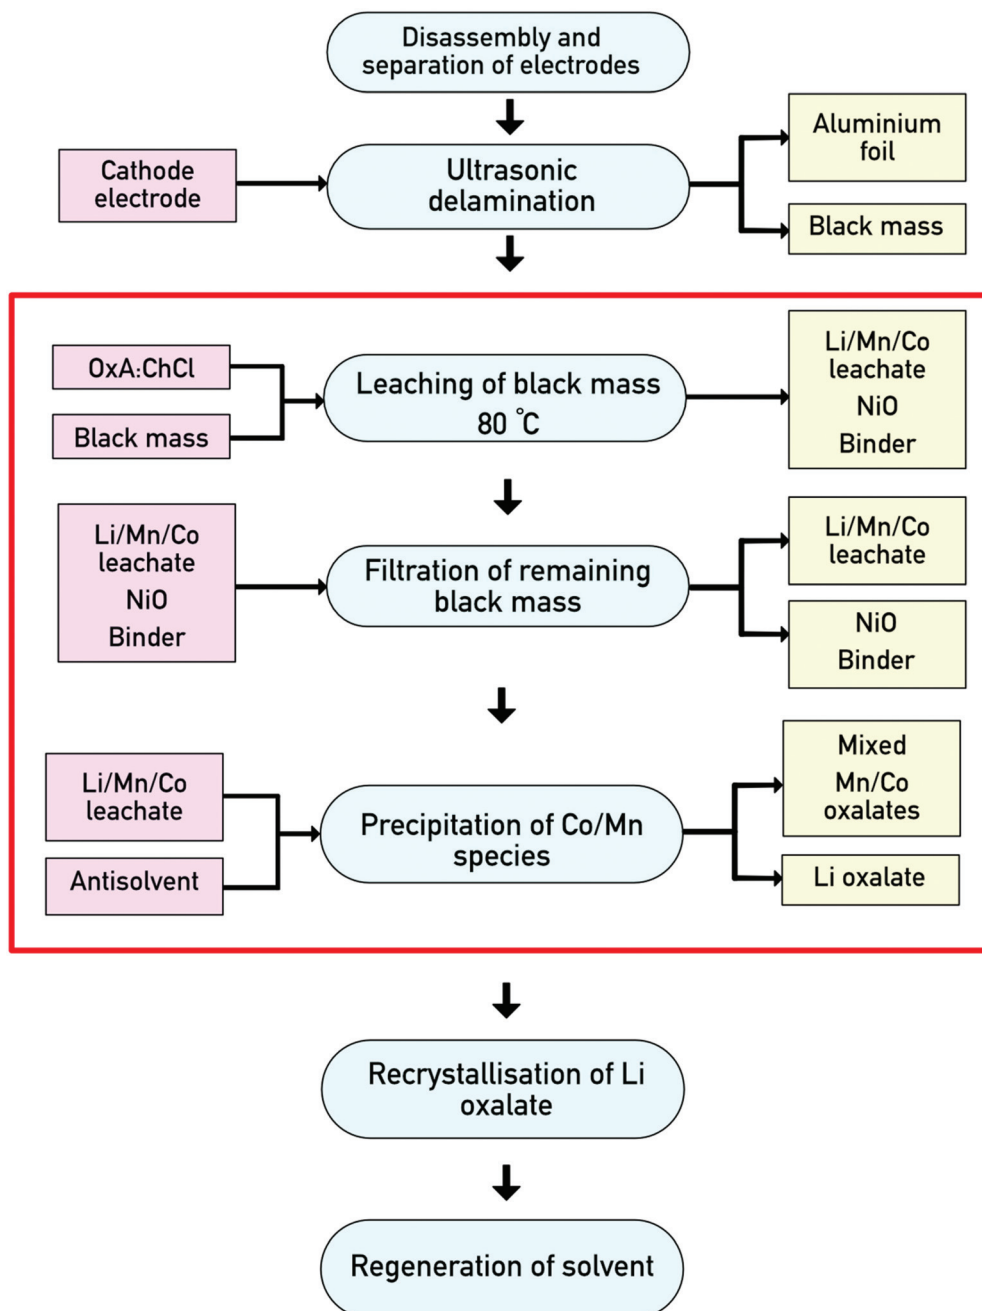 Disassembly and
separation of electrodes
Cathode
electrode
Ultrasonic
delamination
Aluminium
foil
Black mass
OxA:ChCl
Black mass
Leaching of black mass
80 °C
Li/Mn/Co
leachate
NiO
Binder
Li/Mn/Co
leachate
NiO
Binder
Filtration of remaining
black mass
Li/Mn/Co
leachate
NiO
Binder
Li/Mn/Co
leachate
Antisolvent
Precipitation of Co/Mn
species
Mixed
Mn/Co
oxalates
Li oxalate
Recrystallisation of Li
oxalate
Regeneration of solvent